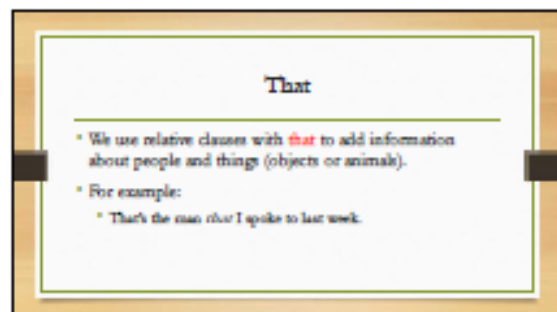 That
We use relative clauses with that to add information
about people and things (objects or animals).
For example:
That's the man that I spoke to last week.